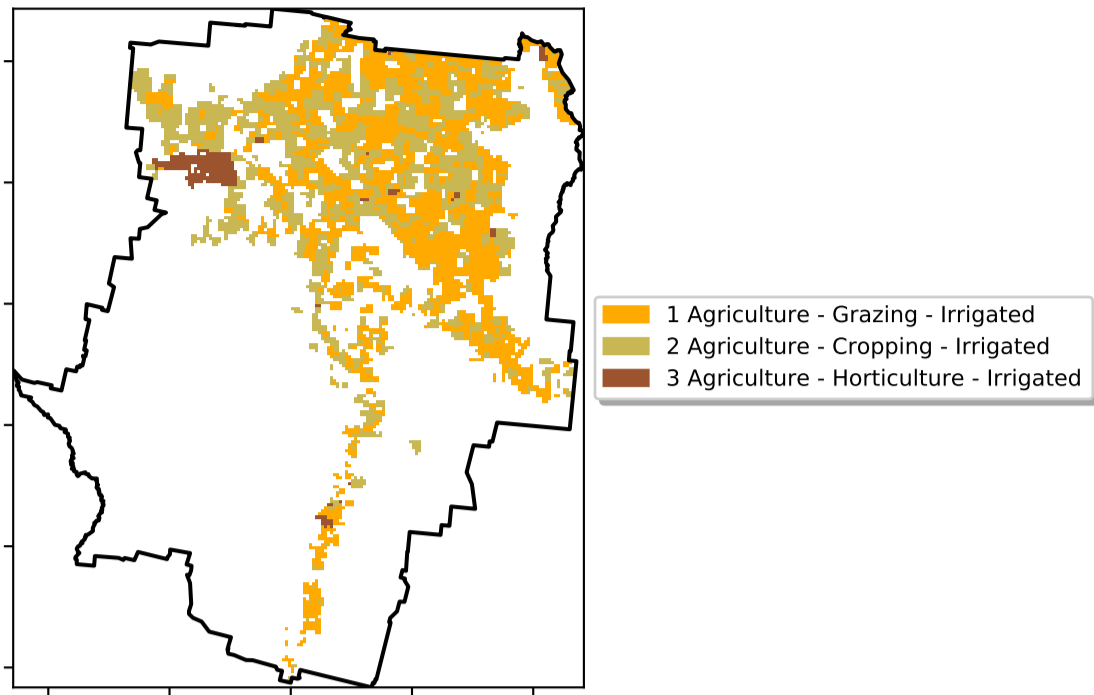 1 Agriculture - Grazing - Irrigated
2 Agriculture - Cropping - Irrigated
3 Agriculture - Horticulture - Irrigated